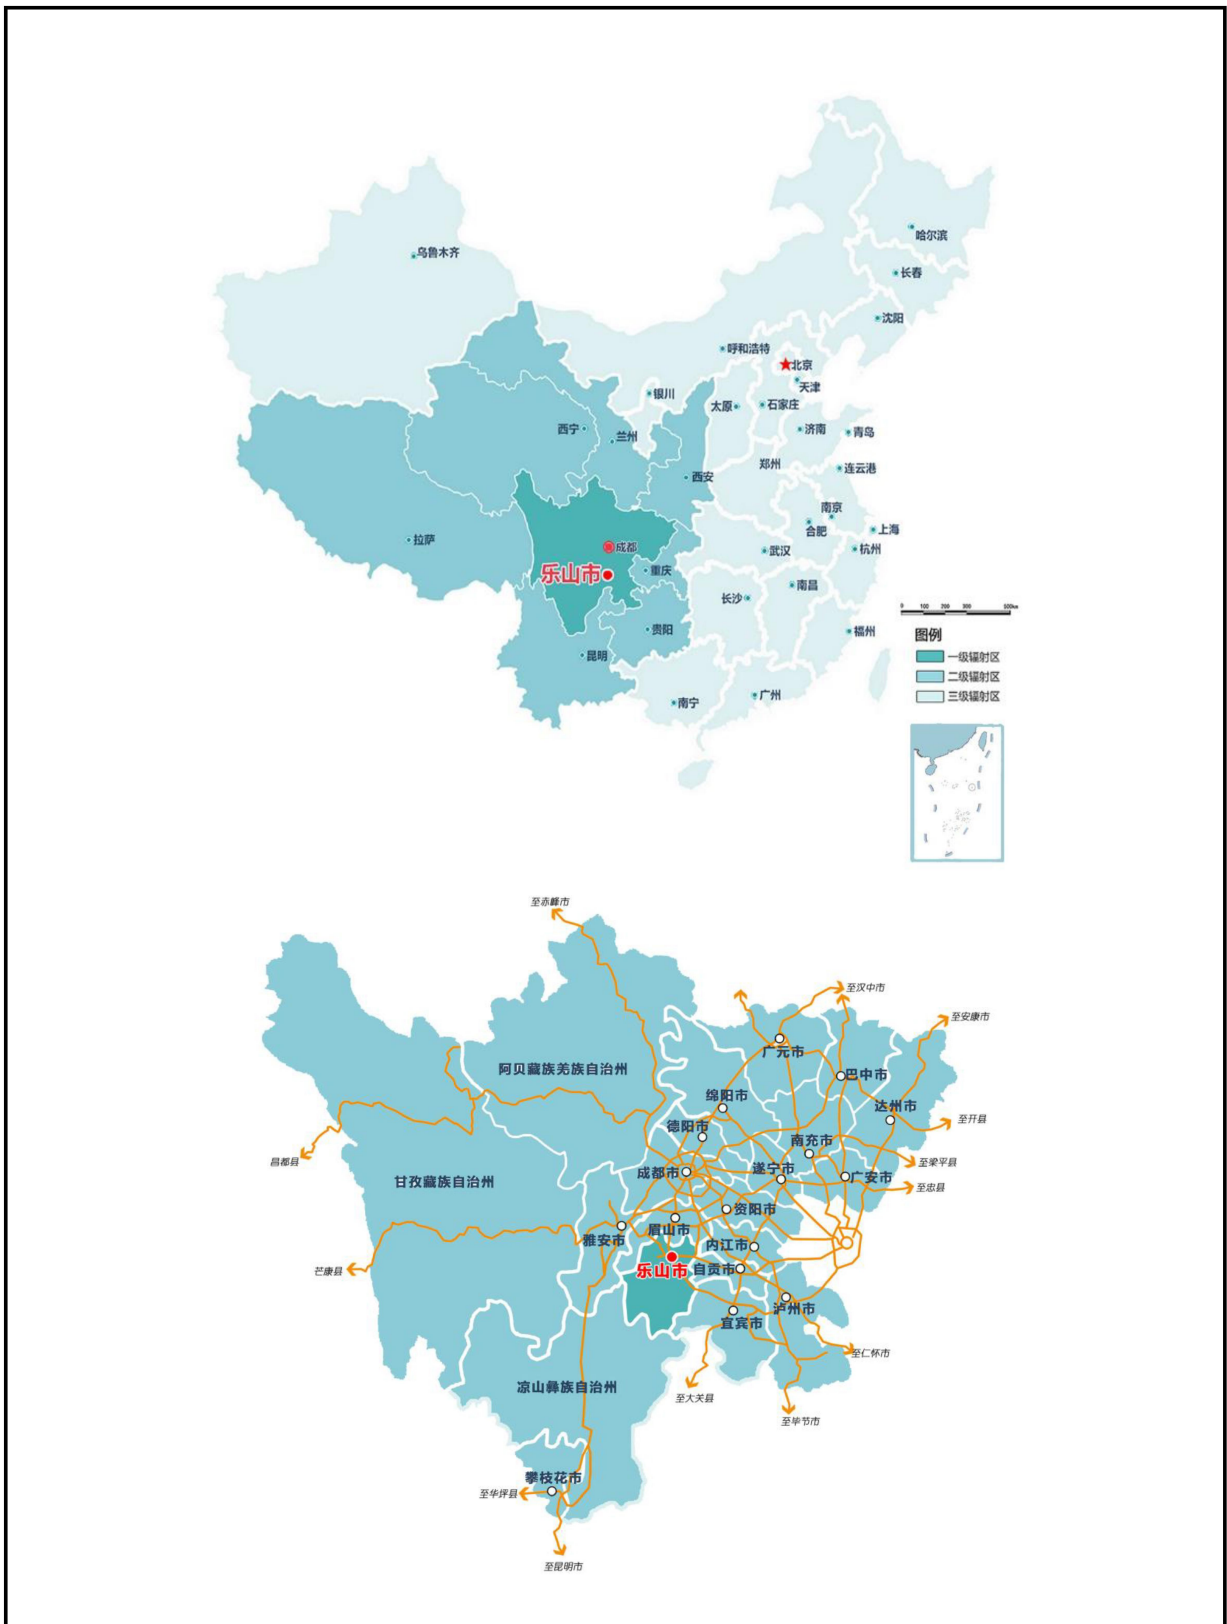 哈尔滨
乌鲁木齐
长春
沈阳
呼和浩特
北京
天津
银川
太原
石家庄
西宁
兰州
济南
青岛
郑州
连云港
西安
南京
合肥
上海
拉萨
成都
武汉
杭州
乐山市
重庆
南昌
长沙
0 100 200 300 500km
贵阳
福州
图例
昆明
一级辐射区
二级辐射区
三级辐射区
南宁
广州
至赤峰市
至汉中市
至安康市
广元市
阿贝藏族羌族自治州
巴中市
绵阳市
达州市
至开县
德阳市
南充市
昌都县
至梁平县
成都市
遂宁市
广安市
甘孜藏族自治州
至忠县
资阳市
眉山市
雅安市
内江市
芒康县
乐山市
自贡市
泸州市
宜宾市
至仁怀市
凉山彝族自治州
至大关县
至毕节市
攀枝花市
至华坪县
至昆明市